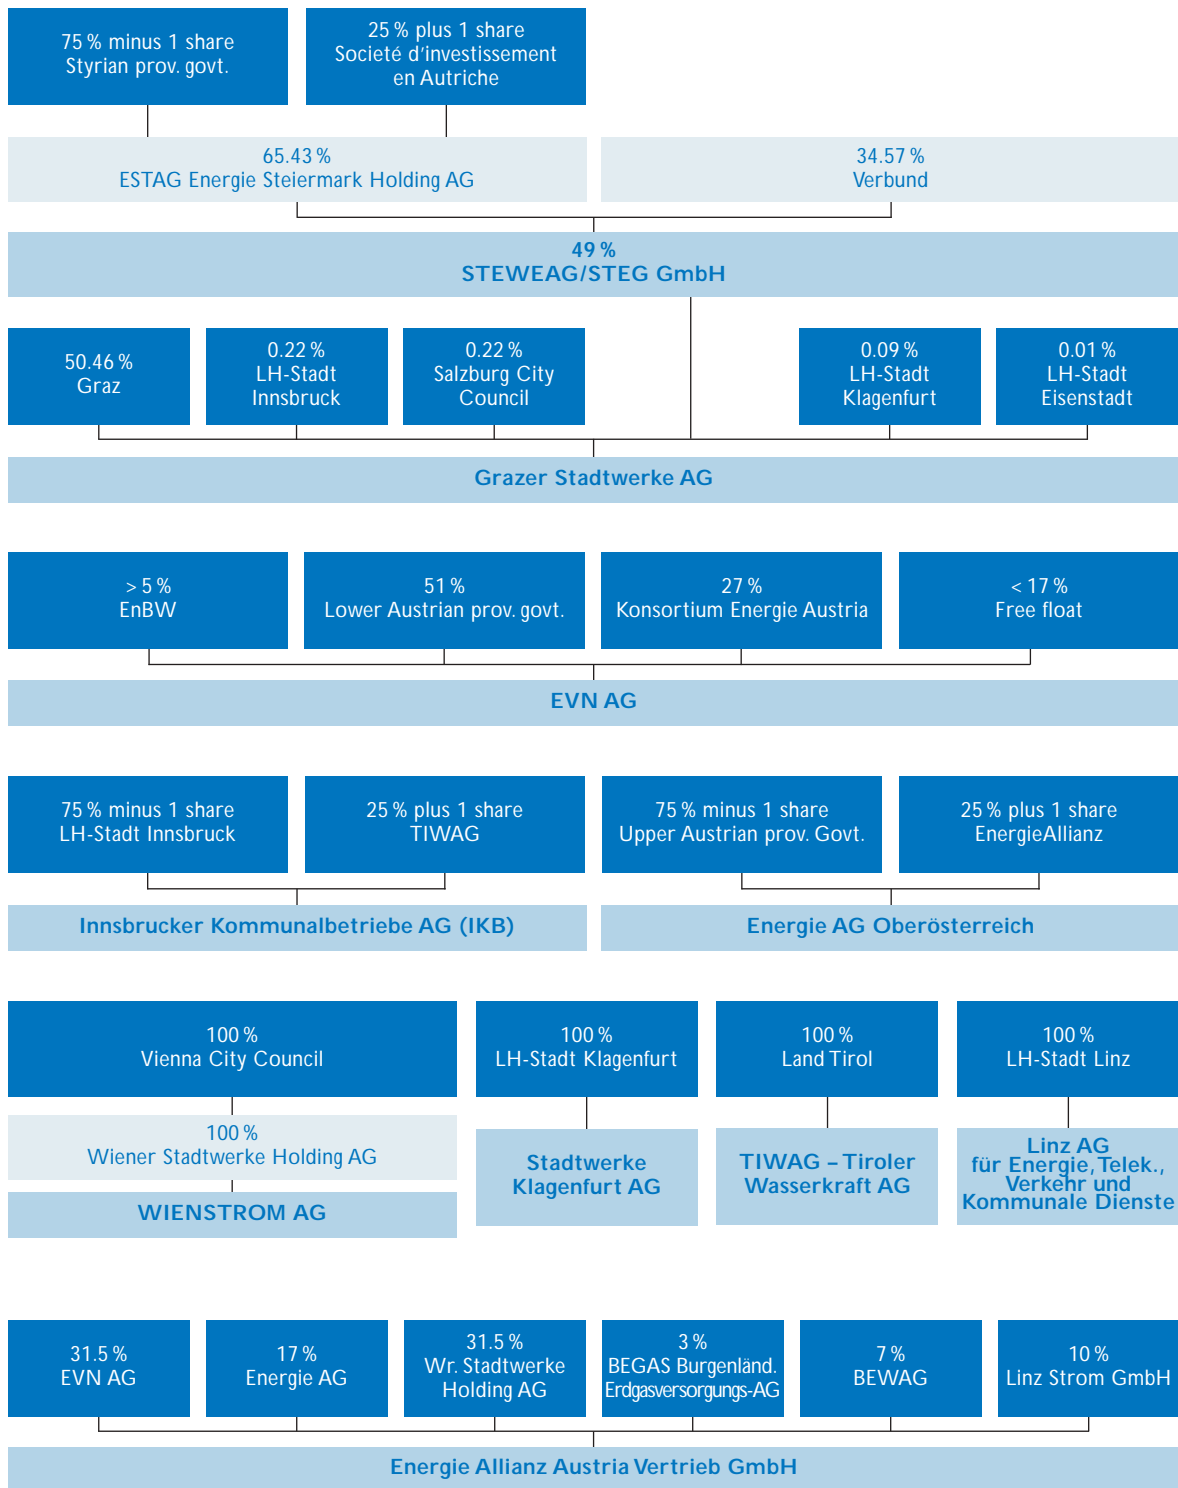 75 % minus 1 share
Styrian prov. govt.
25 % plus 1 share
Societé d'investissement
en Autriche
65.43 %
ESTAG Energie Steiermark Holding AG
34.57 %
Verbund
49 %
STEWEAG/STEG GmbH
50.46 %
Graz
0.22 %
LH-Stadt
Innsbruck
0.22 %
Salzburg City
Council
0.09 %
LH-Stadt
Klagenfurt
0.01 %
LH-Stadt
Eisenstadt
Grazer Stadtwerke AG
> 5 %
EnBW
51 %
Lower Austrian prov. govt.
27 %
Konsortium Energie Austria
< 17 %
Free float
EVN AG
75 % minus 1 share
LH-Stadt Innsbruck
25 % plus 1 share
TIWAG
75 % minus 1 share
Upper Austrian prov. Govt.
25 % plus 1 share
EnergieAllianz
Innsbrucker Kommunalbetriebe AG (IKB)
Energie AG Oberösterreich
100 %
Vienna City Council
100 %
LH-Stadt Klagenfurt
100 %
Land Tirol
100 %
LH-Stadt Linz
100 %
Wiener Stadtwerke Holding AG
WIENSTROM AG
Stadtwerke
Klagenfurt AG
TIWAG – Tiroler
Wasserkraft AG
Linz AG
für Energie, Telek.,
Verkehr und
Kommunale Dienste
31.5 %
EVN AG
17 %
Energie AG
31.5 %
Wr. Stadtwerke
Holding AG
3 %
BEGAS Burgenländ.
Erdgasversorgungs-AG
7 %
BEWAG
10 %
Linz Strom GmbH
Energie Allianz Austria Vertrieb GmbH